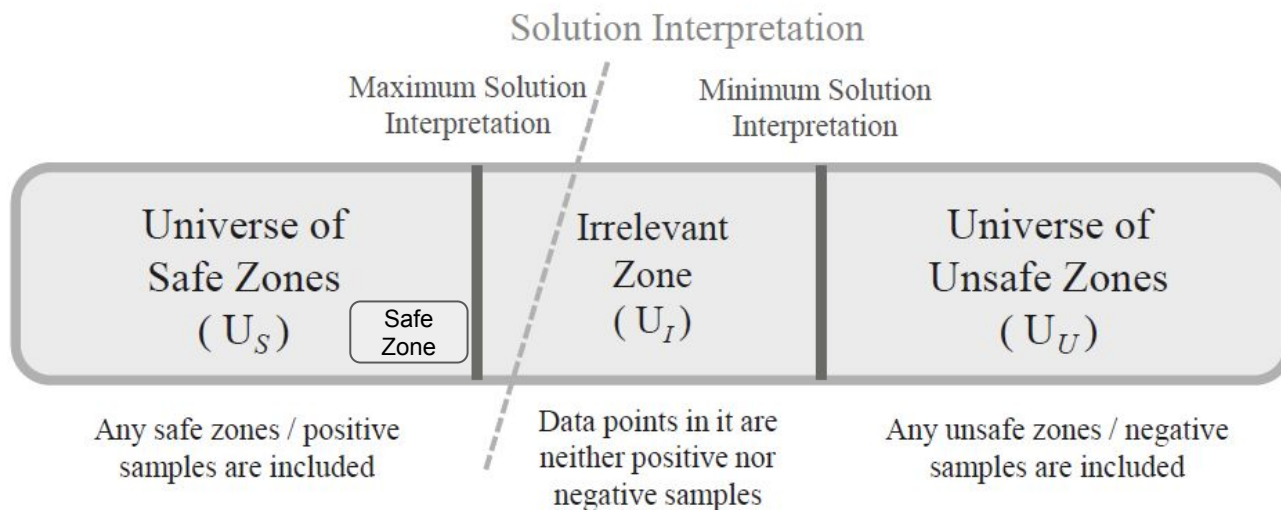 Solution Interpretation
Maximum Solution
Interpretation
Minimum Solution
Interpretation
Universe of
Safe Zones
( U_S )
Safe
Zone
Irrelevant
Zone
( U_I )
Universe of
Unsafe Zones
( U_U )
Any safe zones / positive
samples are included
Data points in it are
neither positive nor
negative samples
Any unsafe zones / negative
samples are included